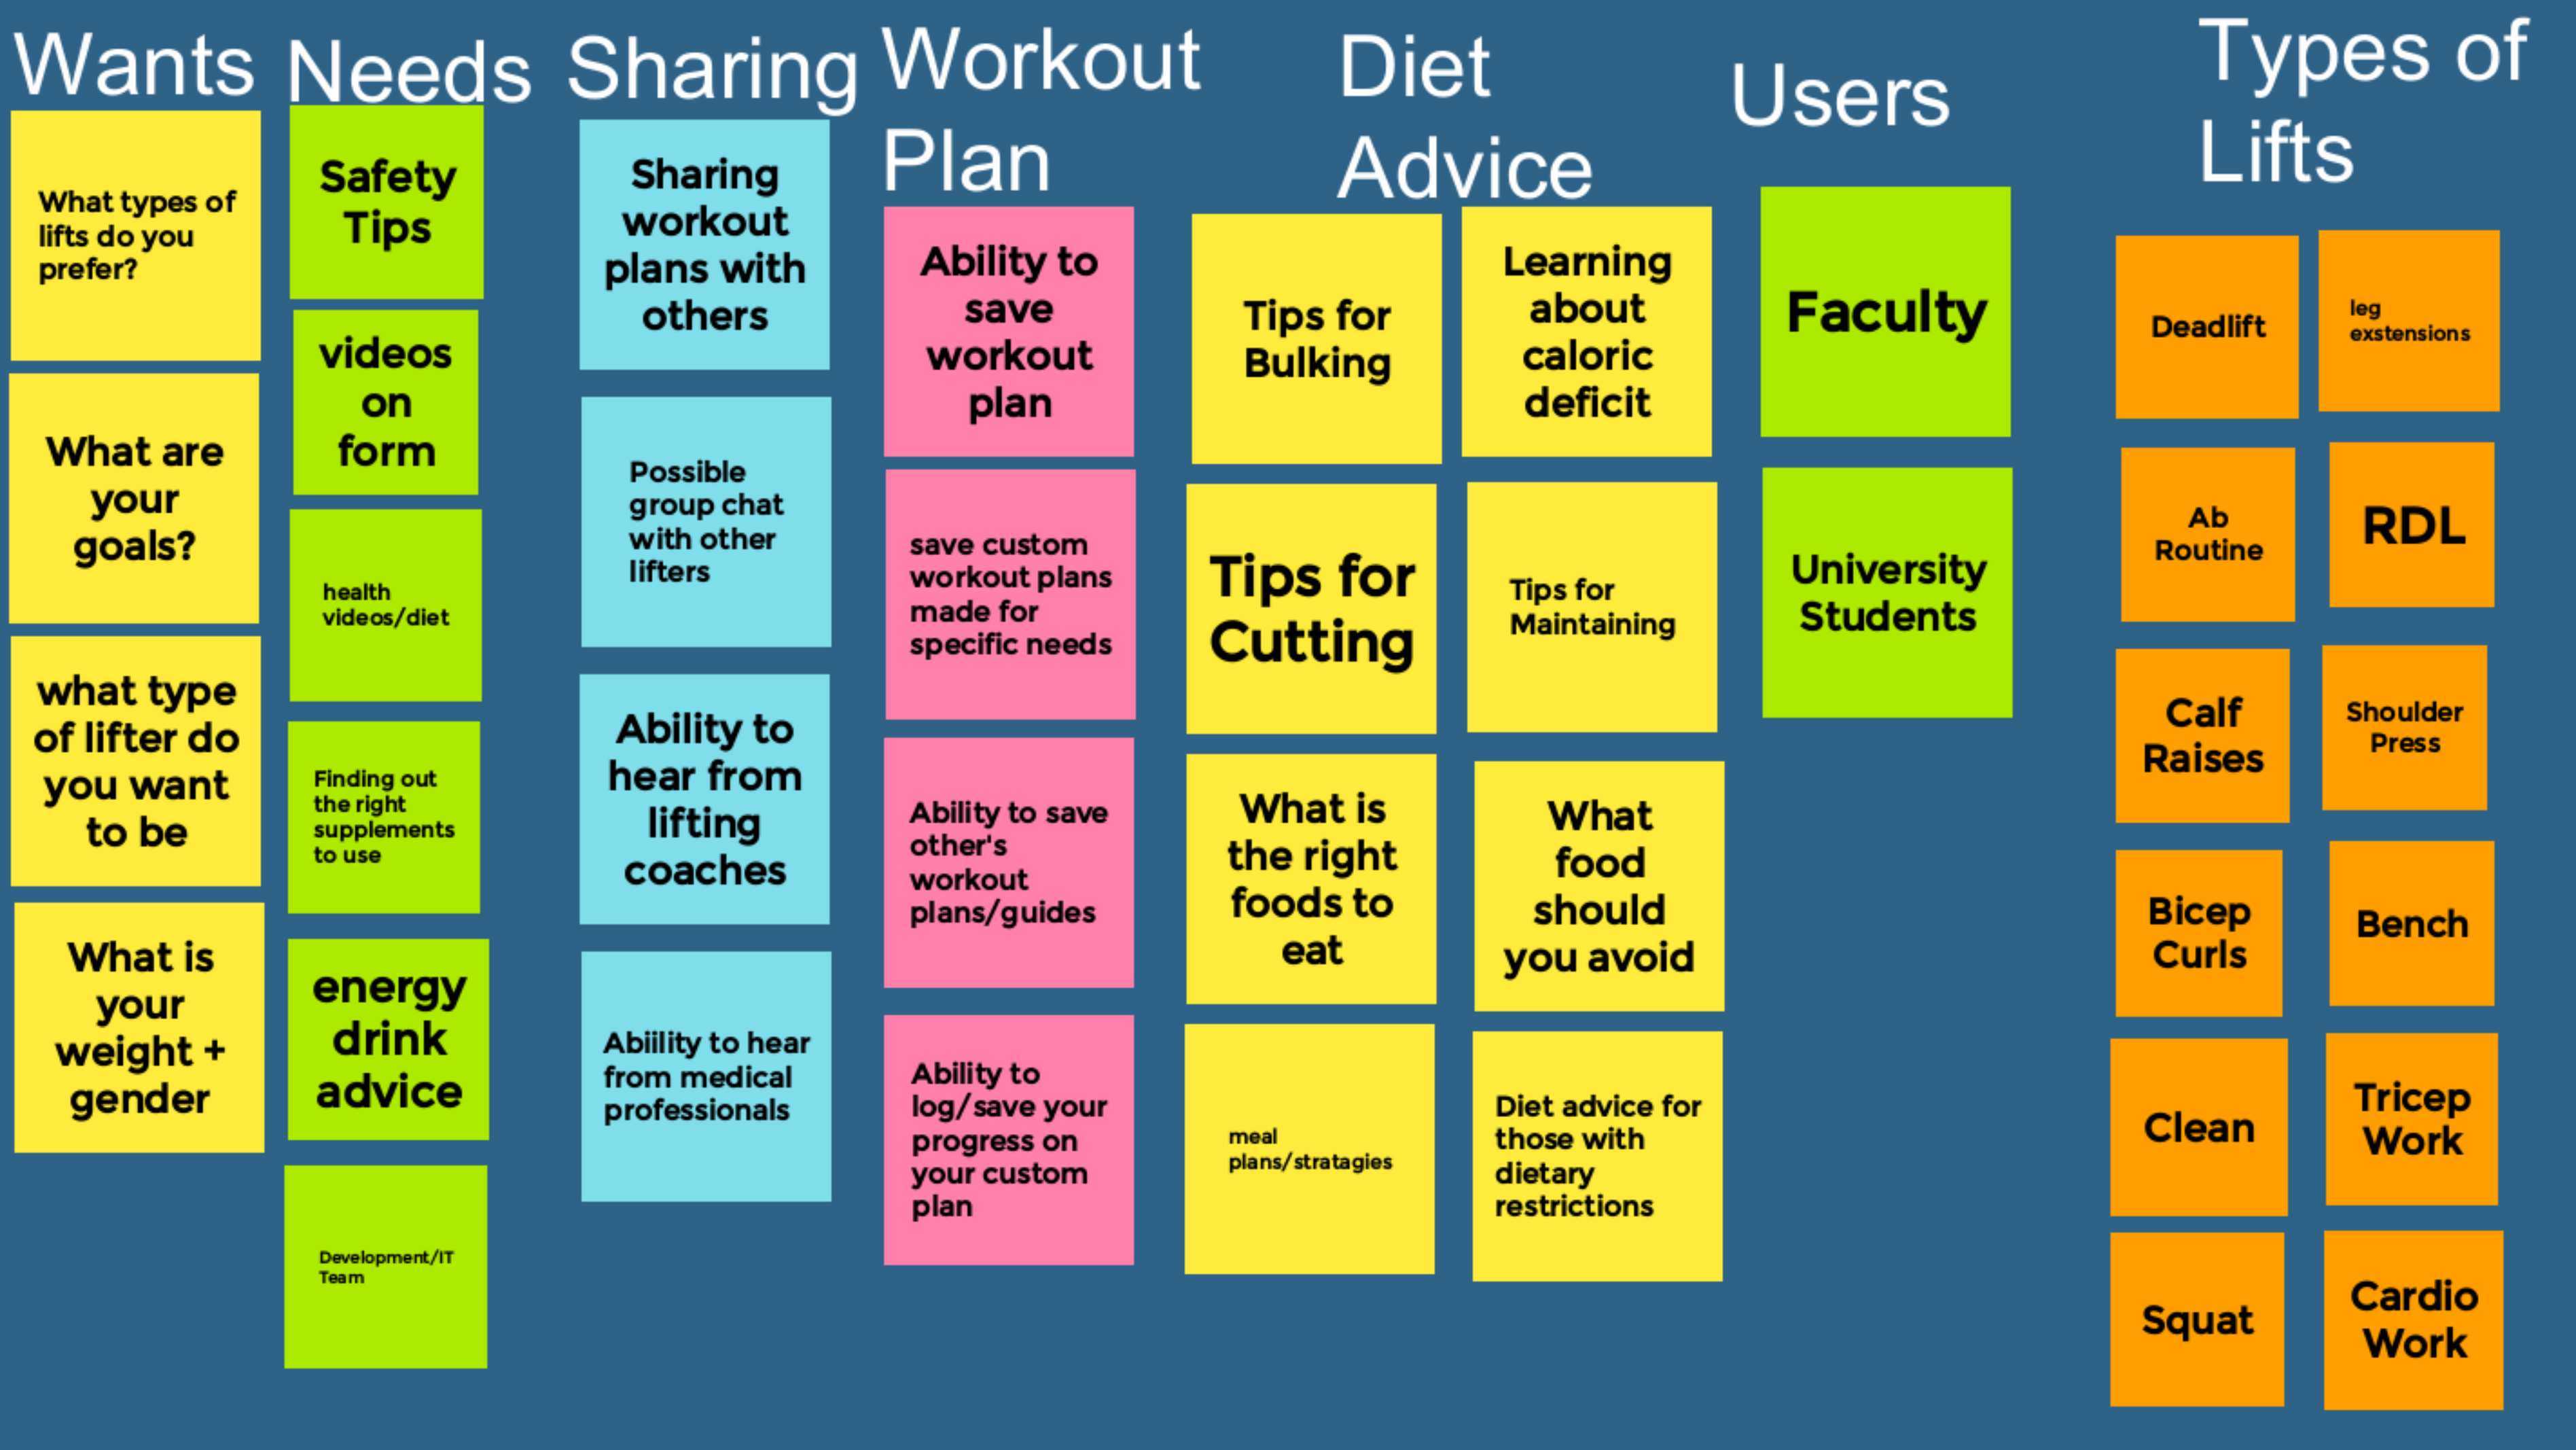 Wants
What types of
lifts do you
prefer?
What are
your
goals?
what type
of lifter do
you want
to be
What is
your
weight +
gender
Needs
Safety
Tips
videos
on
form
health
videos/diet
Finding out
the right
supplements
to use
energy
drink
advice
Development/IT
Team
Sharing
Sharing
workout
plans with
others
Possible
group chat
with other
lifters
Ability to
hear from
lifting
coaches
Abiility to hear
from medical
professionals
Workout
Plan
Ability to
save
workout
plan
save custom
workout plans
made for
specific needs
Ability to save
other's
workout
plans/guides
Ability to
log/save your
progress on
your custom
plan
Diet
Advice
Tips for
Bulking
Learning
about
caloric
deficit
Tips for
Cutting
Tips for
Maintaining
What is
the right
foods to
eat
What
food
should
you avoid
meal
plans/stratagies
Diet advice for
those with
dietary
restrictions
Users
Faculty
University
Students
Types of
Lifts
Deadlift
leg
exstensions
Ab
Routine
RDL
Calf
Raises
Shoulder
Press
Bicep
Curls
Bench
Clean
Tricep
Work
Squat
Cardio
Work